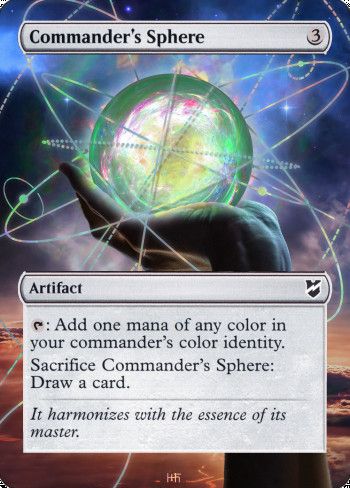 Commander's Sphere 3
Artifact
: Add one mana of any color in
your commander's color identity.
Sacrifice Commander's Sphere:
Draw a card.
It harmonizes with the essence of its
master.